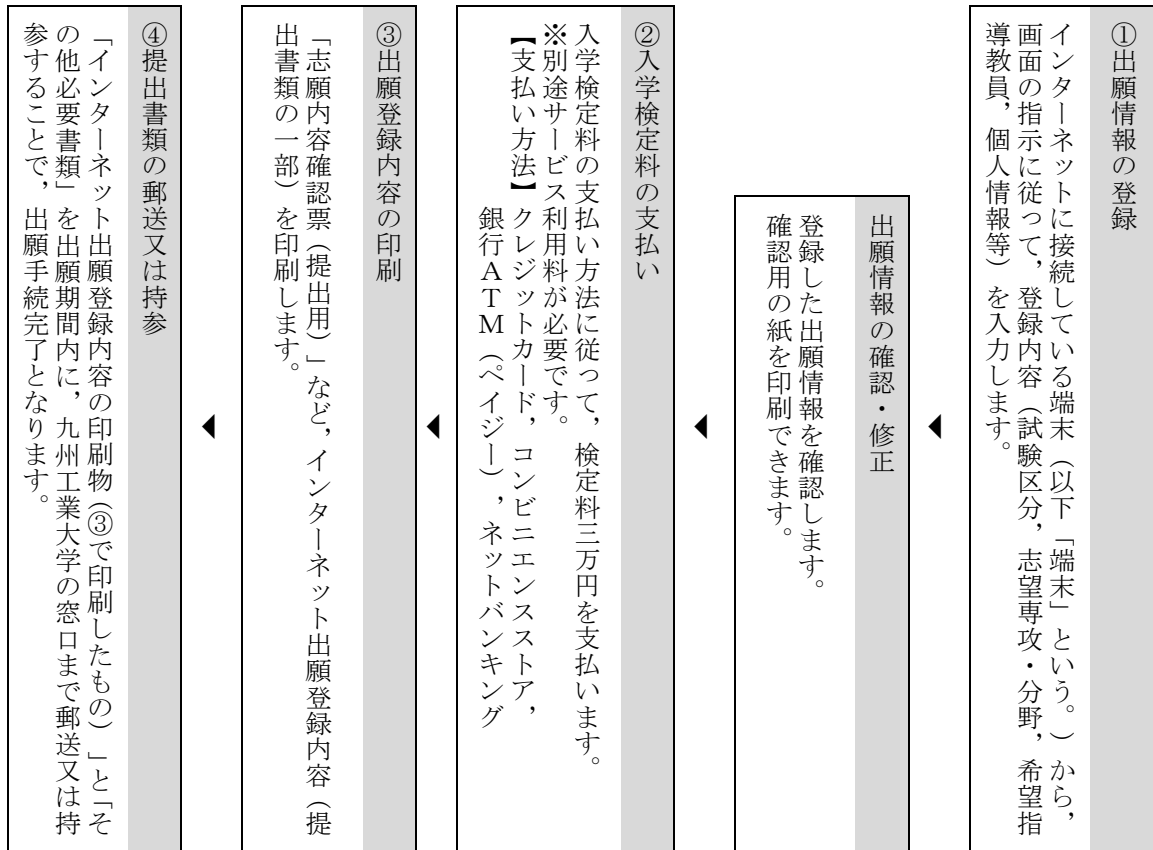 ①出願情報の登録
インターネットに接続している端末（以下「端末」という。）から，
画面の指示に従って，登録内容（試験区分，志望専攻・分野，希望指
導教員，個人情報等）を入力します。
出願情報の確認・修正
登録した出願情報を確認します。
確認用の紙を印刷できます。
②入学検定料の支払い
入学検定料の支払い方法に従って，検定料三万円を支払います。
※別途サービス利用料が必要です。
【支払い方法】クレジットカード，コンビニエンスストア，
銀行ＡＴＭ（ペイジー），ネットバンキング
③出願登録内容の印刷
「志願内容確認票（提出用）」など，インターネット出願登録内容（提
出書類の一部）を印刷します。
④提出書類の郵送又は持参
「インターネット出願登録内容の印刷物（③で印刷したもの）」と「そ
の他必要書類」を出願期間内に，九州工業大学の窓口まで郵送又は持
参することで，出願手続完了となります。